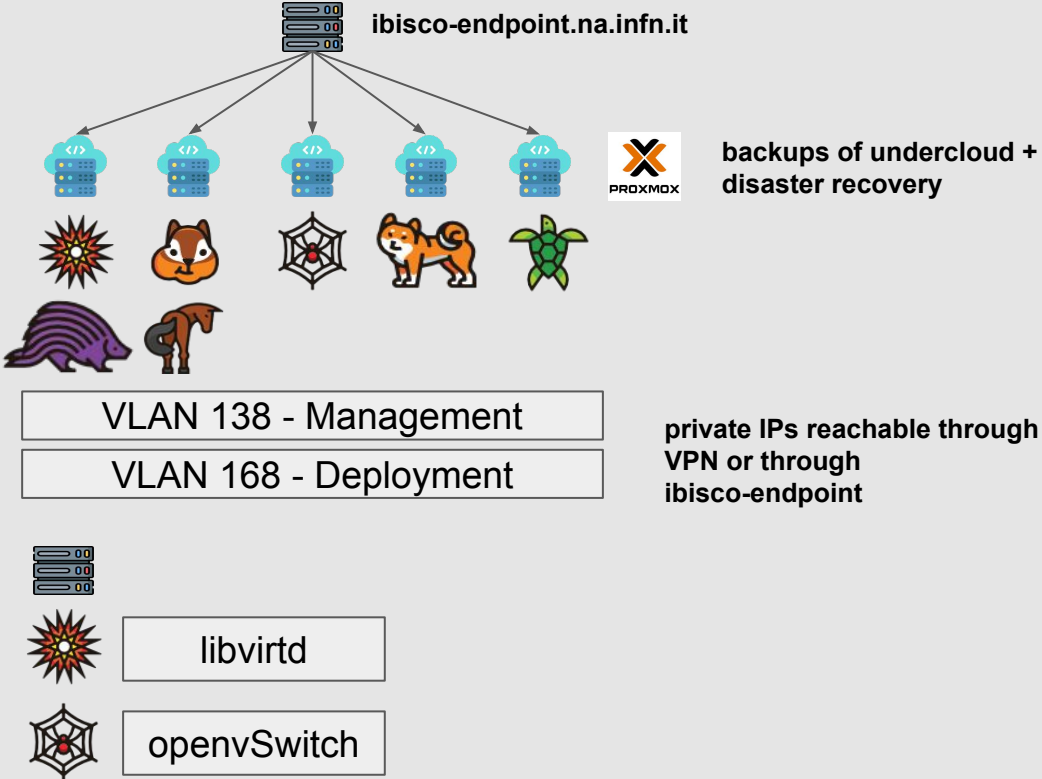 ibisco-endpoint.na.infn.it
</>
</>
</>
</>
</>
PROXMOX
backups of undercloud +
disaster recovery
VLAN 138 - Management
VLAN 168 - Deployment
private IPs reachable through
VPN or through
ibisco-endpoint
libvirtd
openvSwitch